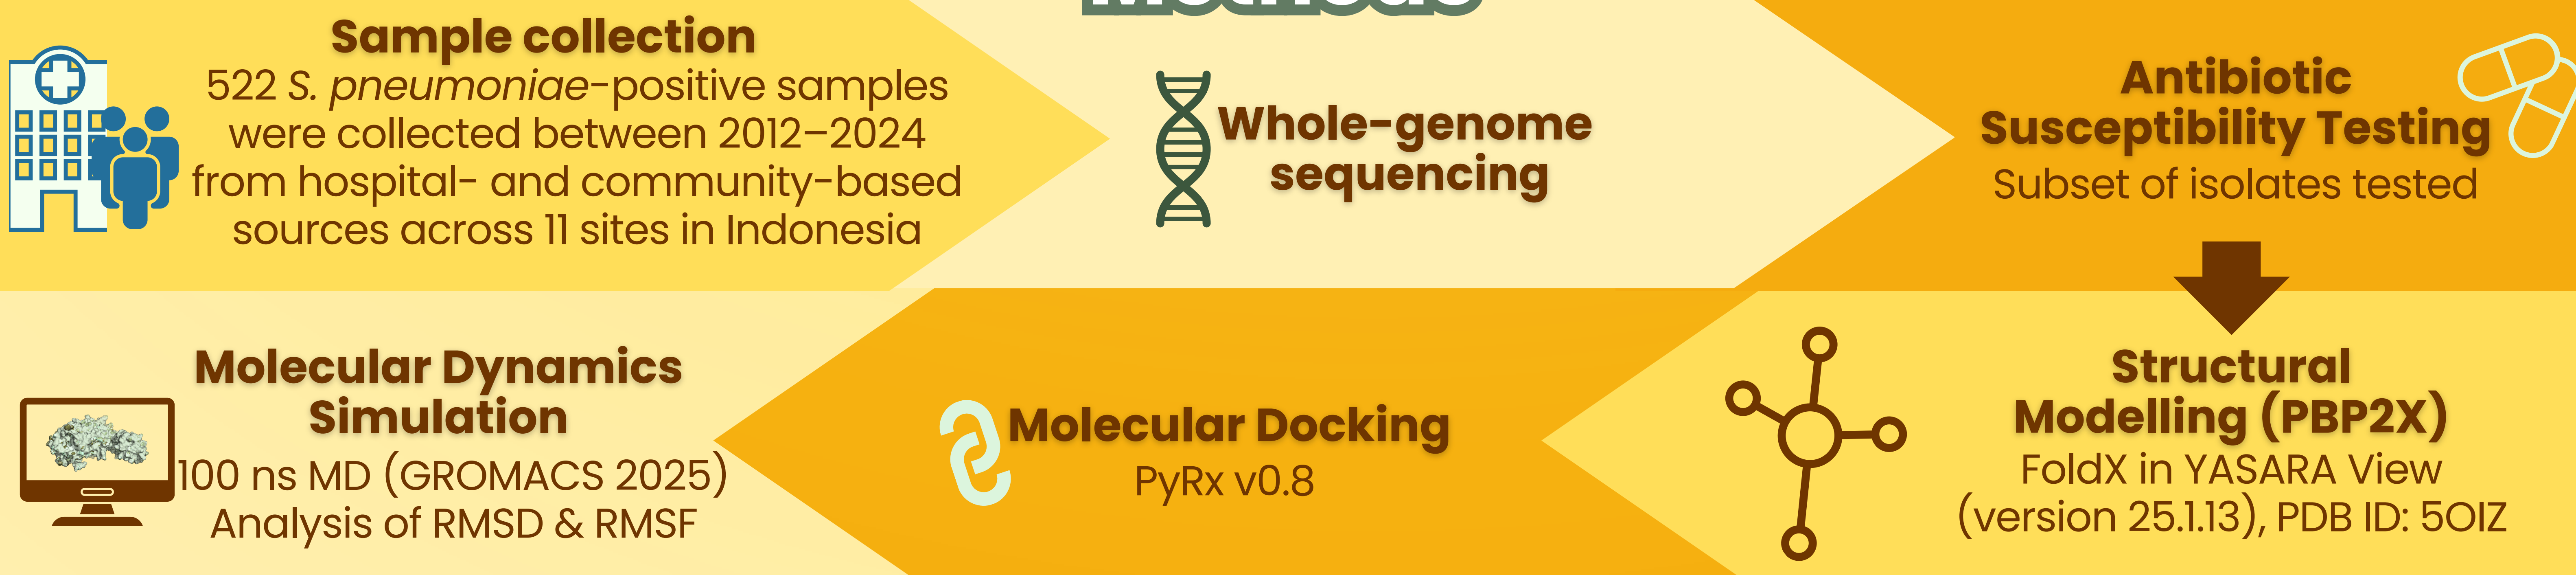 Methods
Sample collection
522 S. pneumoniae-positive samples
were collected between 2012–2024
from hospital- and community-based
sources across 11 sites in Indonesia
Whole-genome
sequencing
Antibiotic
Susceptibility Testing
Subset of isolates tested
Structural
Modelling (PBP2X)
FoldX in YASARA View
(version 25.1.13), PDB ID: 5OIZ
Molecular Docking
PyRx v0.8
Molecular Dynamics
Simulation
100 ns MD (GROMACS 2025)
Analysis of RMSD & RMSF